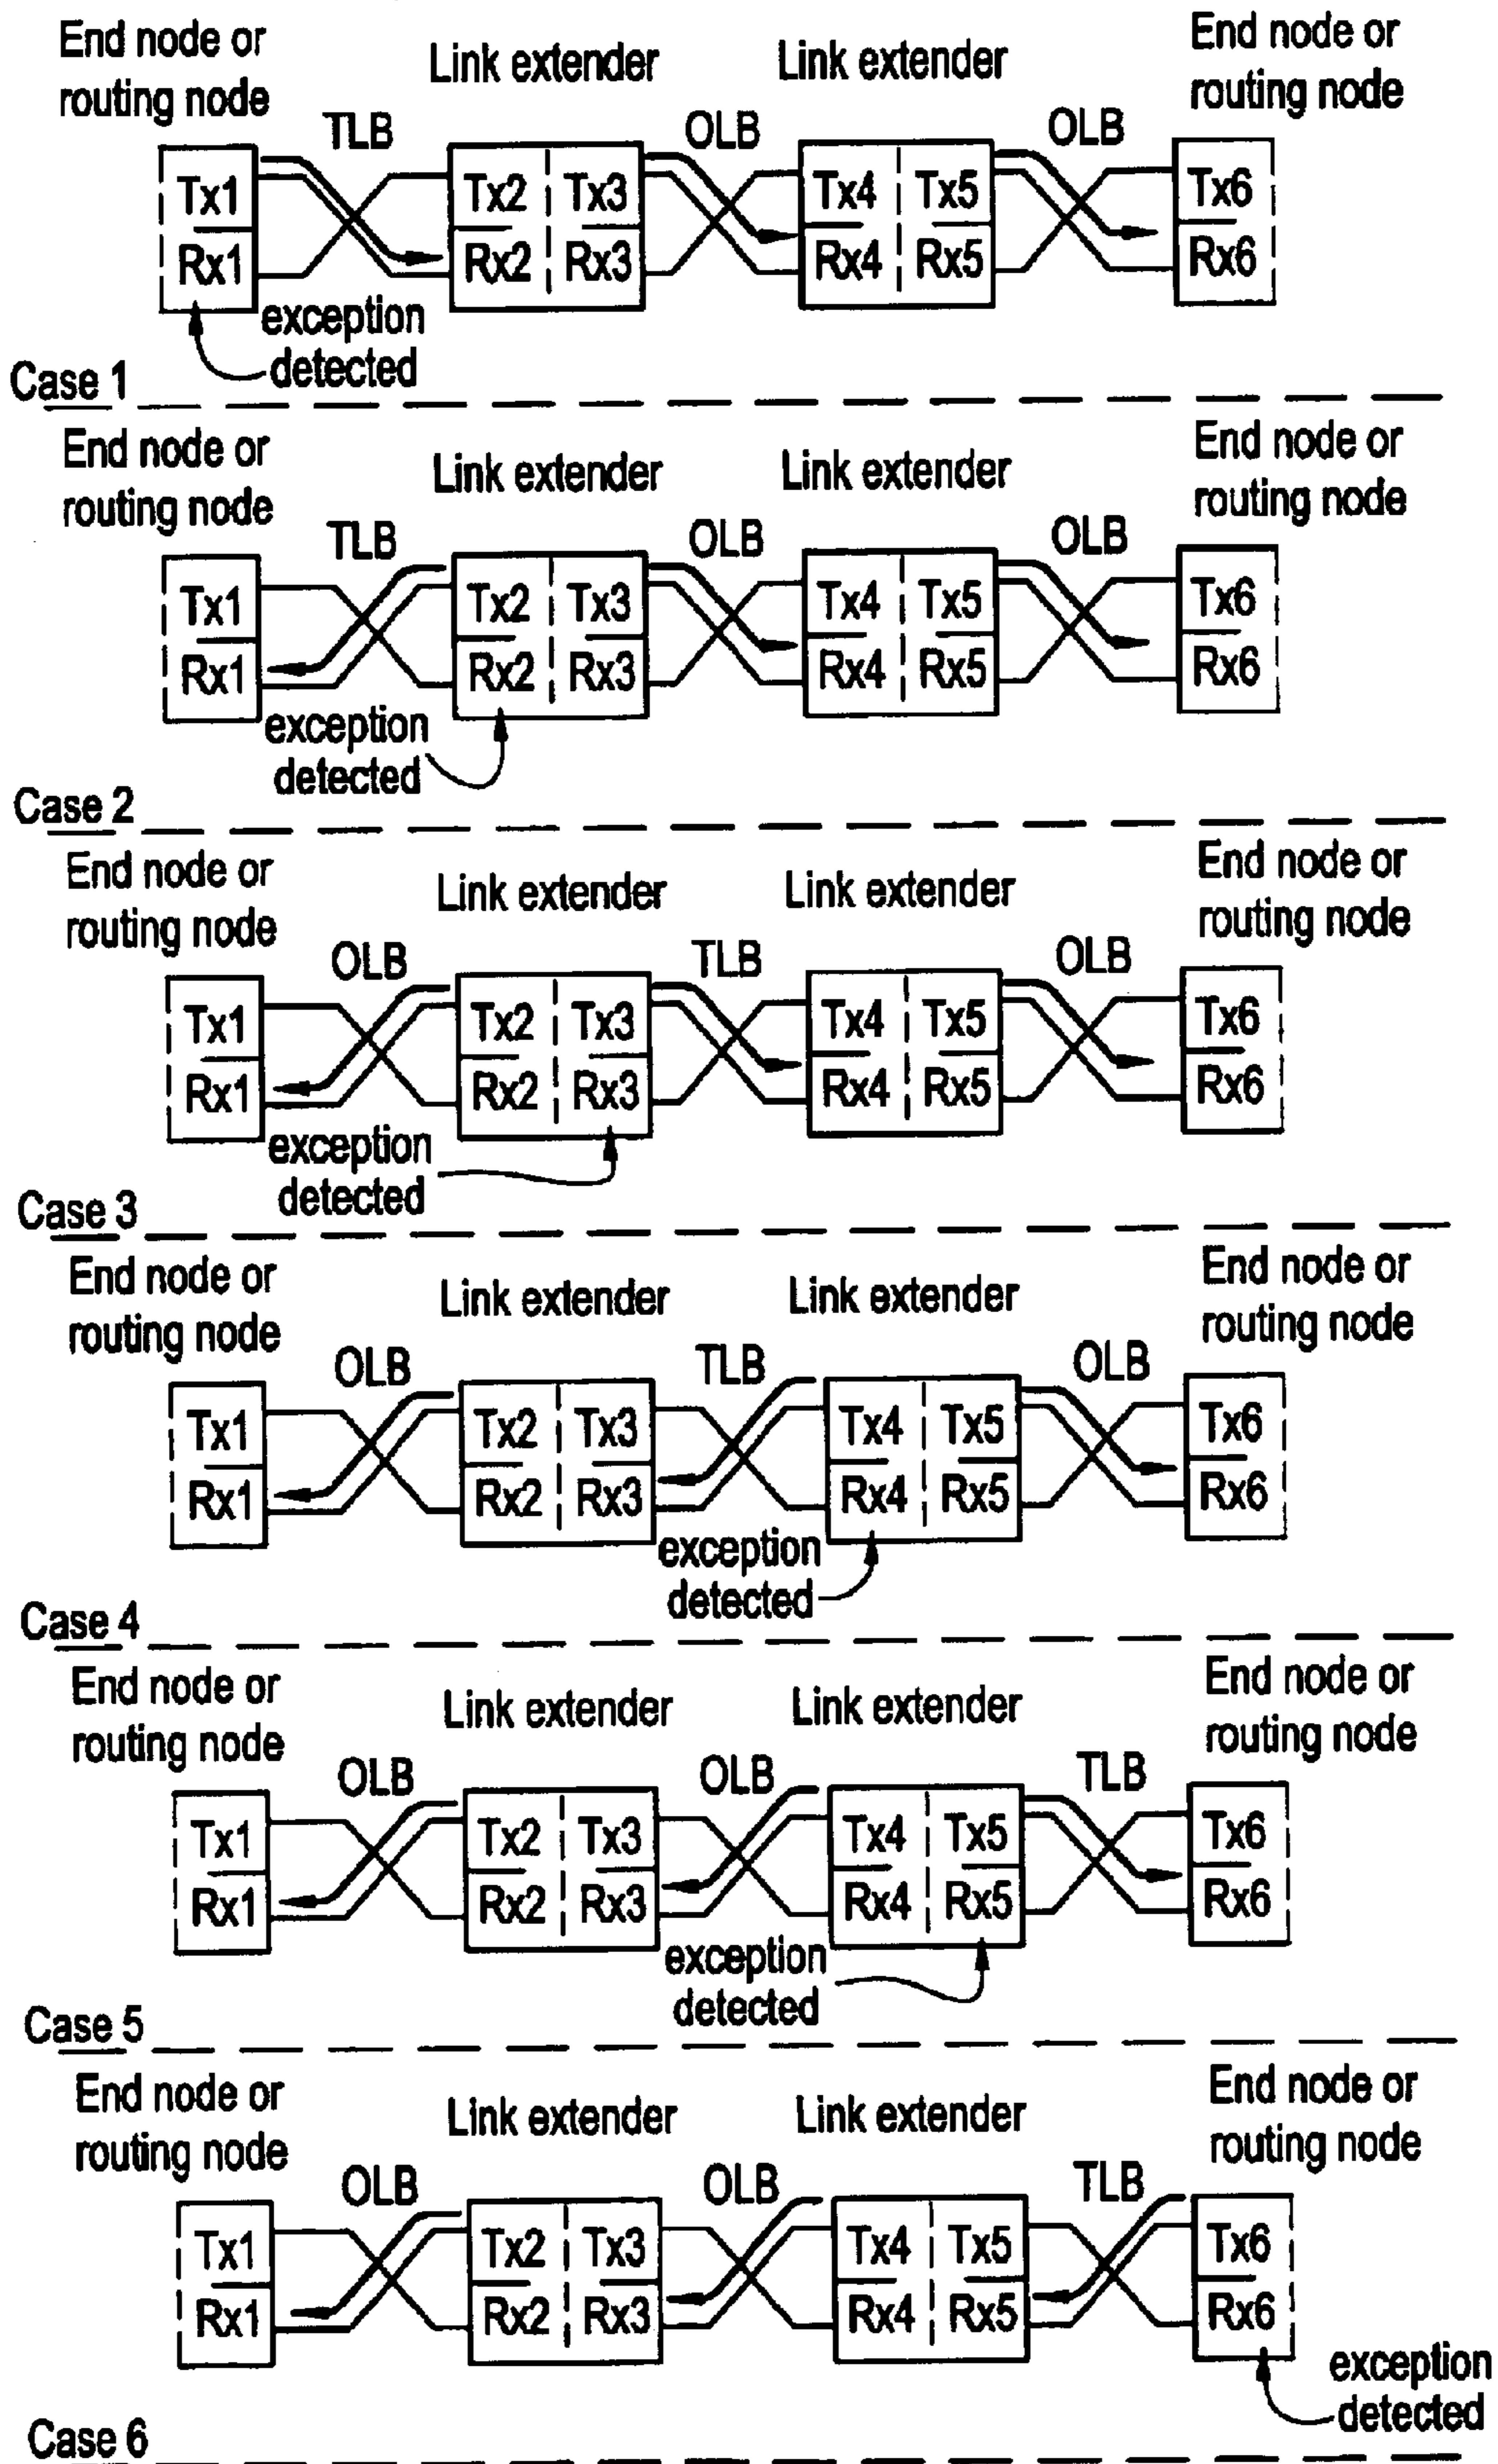 End node or
routing node
Link extender
Link extender
End node or
routing node
TLB
OLB
OLB
Tx1
Tx2
Tx3
Tx4
Tx5
Tx6
Rx1
Rx2
Rx3
Rx4
Rx5
Rx6
exception
detected
Case 1
End node or
routing node
Link extender
Link extender
End node or
routing node
TLB
OLB
OLB
Tx1
Tx2
Tx3
Tx4
Tx5
Tx6
Rx1
Rx2
Rx3
Rx4
Rx5
Rx6
exception
detected
Case 2
End node or
routing node
Link extender
Link extender
End node or
routing node
OLB
TLB
OLB
Tx1
Tx2
Tx3
Tx4
Tx5
Tx6
Rx1
Rx2
Rx3
Rx4
Rx5
Rx6
exception
detected
Case 3
End node or
routing node
Link extender
Link extender
End node or
routing node
OLB
TLB
OLB
Tx1
Tx2
Tx3
Tx4
Tx5
Tx6
Rx1
Rx2
Rx3
Rx4
Rx5
Rx6
exception
detected
Case 4
End node or
routing node
Link extender
Link extender
End node or
routing node
OLB
OLB
TLB
Tx1
Tx2
Tx3
Tx4
Tx5
Tx6
Rx1
Rx2
Rx3
Rx4
Rx5
Rx6
exception
detected
Case 5
End node or
routing node
Link extender
Link extender
End node or
routing node
OLB
OLB
TLB
Tx1
Tx2
Tx3
Tx4
Tx5
Tx6
Rx1
Rx2
Rx3
Rx4
Rx5
Rx6
exception
detected
Case 6